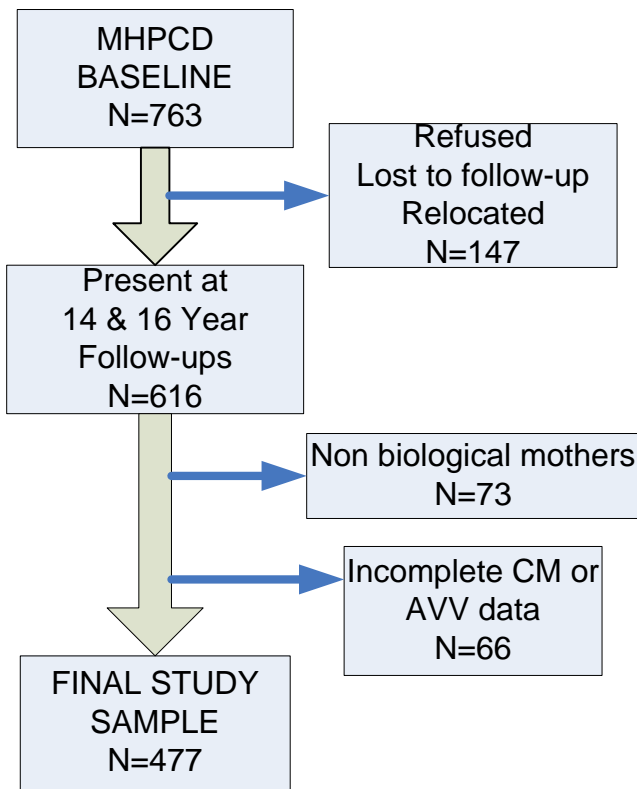 MHPCD
BASELINE
N=763
Refused
Lost to follow-up
Relocated
N=147
Present at
14 & 16 Year
Follow-ups
N=616
Non biological mothers
N=73
Incomplete CM or
AVV data
N=66
FINAL STUDY
SAMPLE
N=477